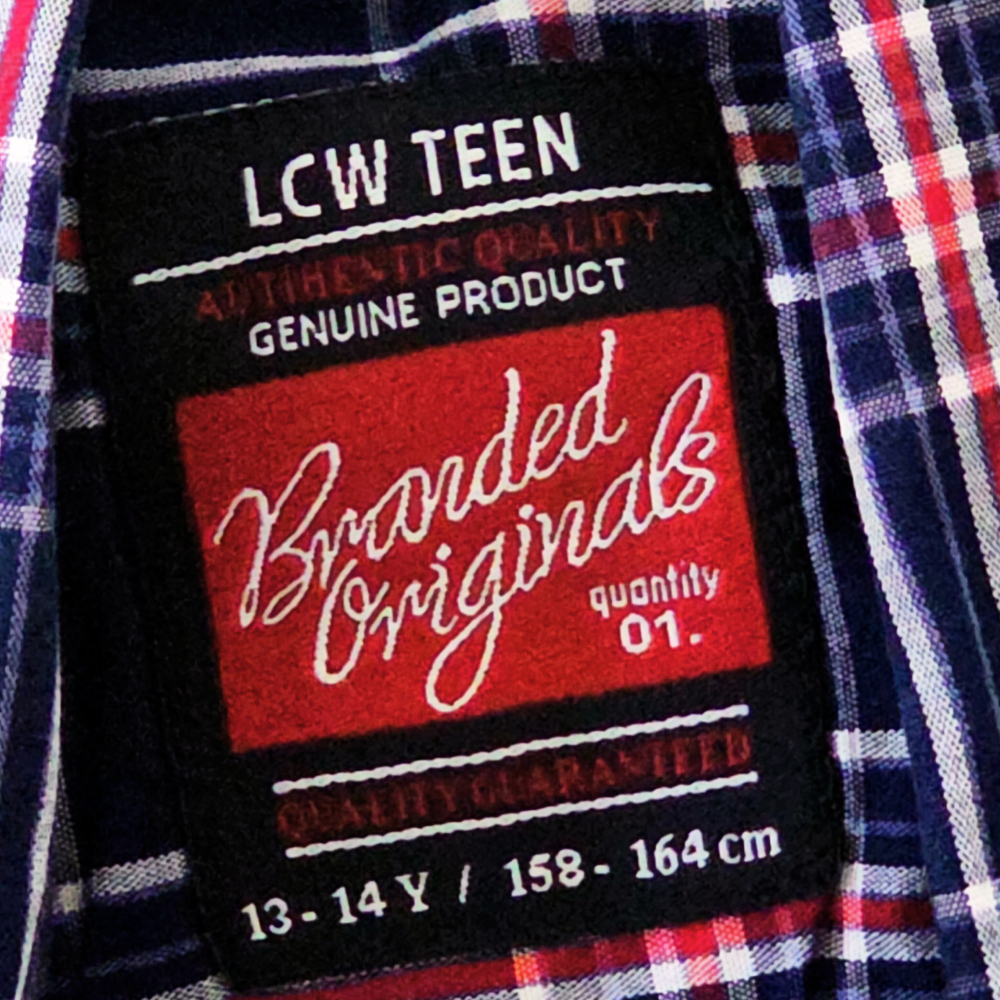 LCW TEEN
AUTHENTIC QUALITY
GENUINE PRODUCT
Branded
Originals
quantity
01.
QUALITY GUARANTEED
13 - 14 Y / 158 - 164 cm